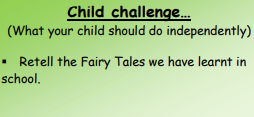 Child challenge…
(What your child should do independently)
▪ Retell the Fairy Tales we have learnt in
school.